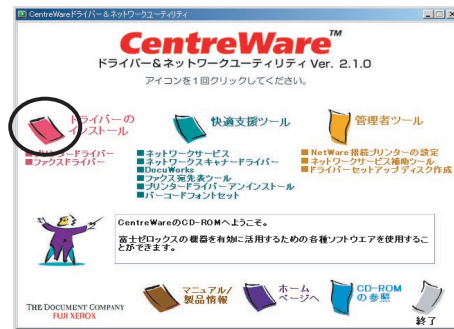 CentreWareドライバー&ネットワークユーティリティ
CentreWare™
ドライバー&ネットワークユーティリティ Ver. 2.1.0
アイコンを1回クリックしてください。
ドライバーの
インストール
■プリンタードライバー
■ファクスドライバー
快適支援ツール
■ネットワークサービス
■ネットワークスキャナードライバー
■DocuWorks
■ファクス宛先表ツール
■プリンタードライバーアンインストール
■バーコードフォントセット
管理者ツール
■NetWare 接続プリンターの設定
■ネットワークサービス補助ツール
■ドライバーセットアップディスク作成
CentreWareのCD-ROMへようこそ。
富士ゼロックスの機器を有効に活用するための各種ソフトウエアを使用するこ
とができます。
THE DOCUMENT COMPANY
FUJI XEROX
マニュアル/
製品情報
ホーム
ページへ
CD-ROM
の参照
終了